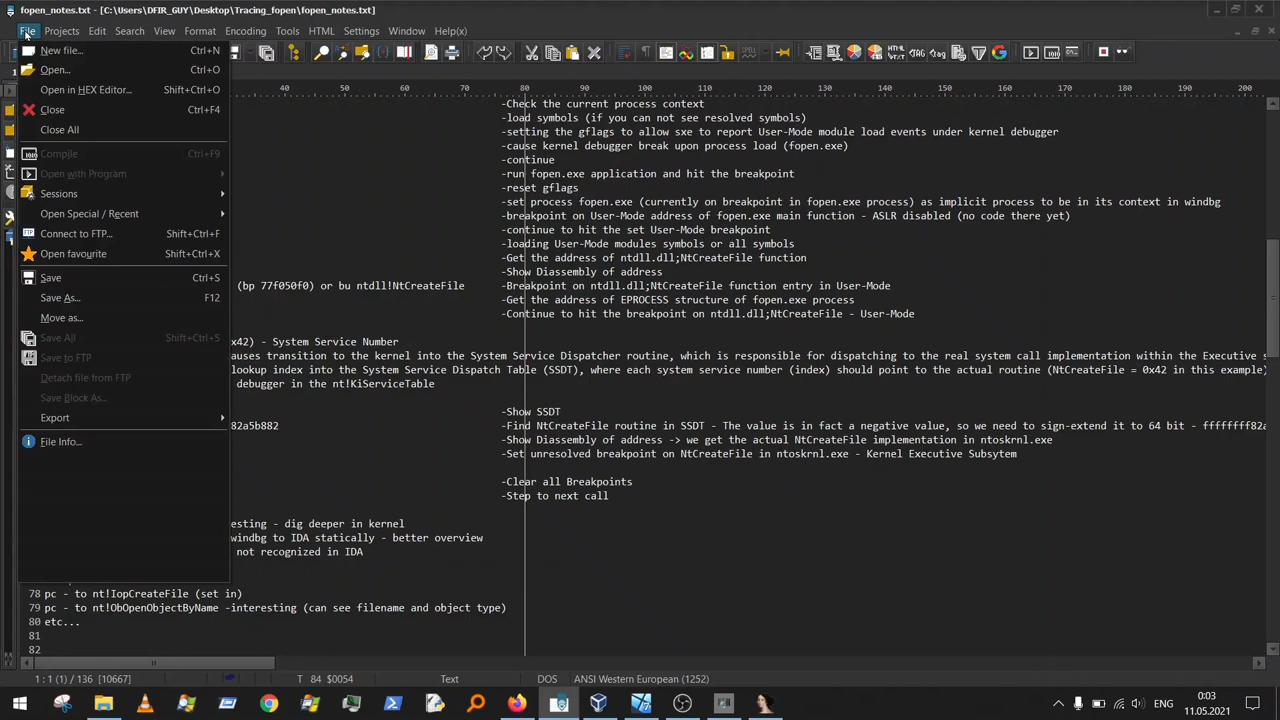 fopen_notes.txt - [C:\Users\DFIR_GUY\Desktop\Tracing_fopen\fopen_notes.txt]
File Projects Edit Search View Format Encoding Tools HTML Settings Window Help(x)
New file... Ctrl+N
Open... Ctrl+O
Open in HEX Editor... Shift+Ctrl+O
Close Ctrl+F4
Close All
Compile Ctrl+F9
Open with Program
Sessions
Open Special / Recent
Connect to FTP... Shift+Ctrl+F
Open favourite Shift+Ctrl+X
Save Ctrl+S
Save As... F12
Move as...
Save All Shift+Ctrl+S
Save to FTP
Detach file from FTP
Save Block As...
Export
File Info...
40 50 60 70 80 90 100 110 120 130 140 150 160 170 180 190 200
-Check the current process context
-load symbols (if you can not see resolved symbols)
-setting the gflags to allow sxe to report User-Mode module load events under kernel debugger
-cause kernel debugger break upon process load (fopen.exe)
-continue
-run fopen.exe application and hit the breakpoint
-reset gflags
-set process fopen.exe (currently on breakpoint in fopen.exe process) as implicit process to be in its context in windbg
-breakpoint on User-Mode address of fopen.exe main function - ASLR disabled (no code there yet)
-continue to hit the set User-Mode breakpoint
-loading User-Mode modules symbols or all symbols
-Get the address of ntdll.dll;NtCreateFile function
-Show Diassembly of address
(bp 77f050f0) or bu ntdll!NtCreateFile -Breakpoint on ntdll.dll;NtCreateFile function entry in User-Mode
-Get the address of EPROCESS structure of fopen.exe process
-Continue to hit the breakpoint on ntdll.dll;NtCreateFile - User-Mode
x42) - System Service Number
auses transition to the kernel into the System Service Dispatcher routine, which is responsible for dispatching to the real system call implementation within the Executive s
lookup index into the System Service Dispatch Table (SSDT), where each system service number (index) should point to the actual routine (NtCreateFile = 0x42 in this example)
debugger in the nt!KiServiceTable
-Show SSDT
82a5b882 -Find NtCreateFile routine in SSDT - The value is in fact a negative value, so we need to sign-extend it to 64 bit - ffffffff82a
-Show Diassembly of address -> we get the actual NtCreateFile implementation in ntoskrnl.exe
-Set unresolved breakpoint on NtCreateFile in ntoskrnl.exe - Kernel Executive Subsytem
-Clear all Breakpoints
-Step to next call
esting - dig deeper in kernel
windbg to IDA statically - better overview
not recognized in IDA
78 pc - to nt!IopCreateFile (set in)
79 pc - to nt!ObOpenObjectByName -interesting (can see filename and object type)
80 etc...
81
82
1 : 1 (1) / 136 [10667] T 84 $0054 Text DOS ANSI Western European (1252)
ENG 0:03
11.05.2021